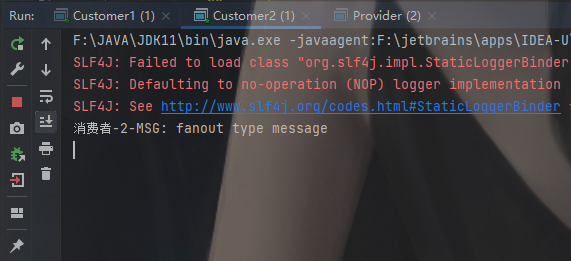 Run: Customer1 (1) × Customer2 (1) × Provider (2) ×
F:\JAVA\JDK11\bin\java.exe -javaagent:F:\jetbrains\apps\IDEA-U\
SLF4J: Failed to load class "org.slf4j.impl.StaticLoggerBinder
SLF4J: Defaulting to no-operation (NOP) logger implementation
SLF4J: See http://www.slf4j.org/codes.html#StaticLoggerBinder
消费者-2-MSG: fanout type message